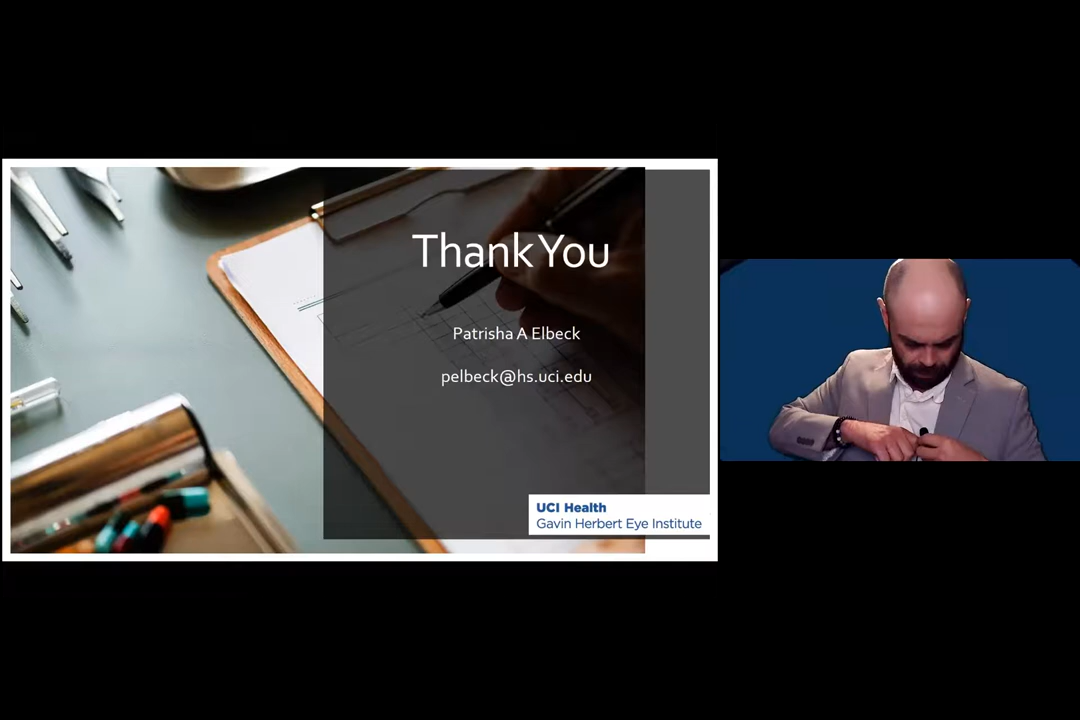 Thank You
Patrisha A Elbeck
pelbeck@hs.uci.edu
UCI Health
Gavin Herbert Eye Institute